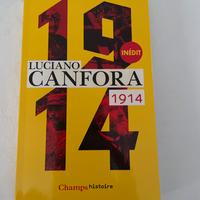 19
INÉDIT
LUCIANO
CANFORA
1914
14
Champs histoire